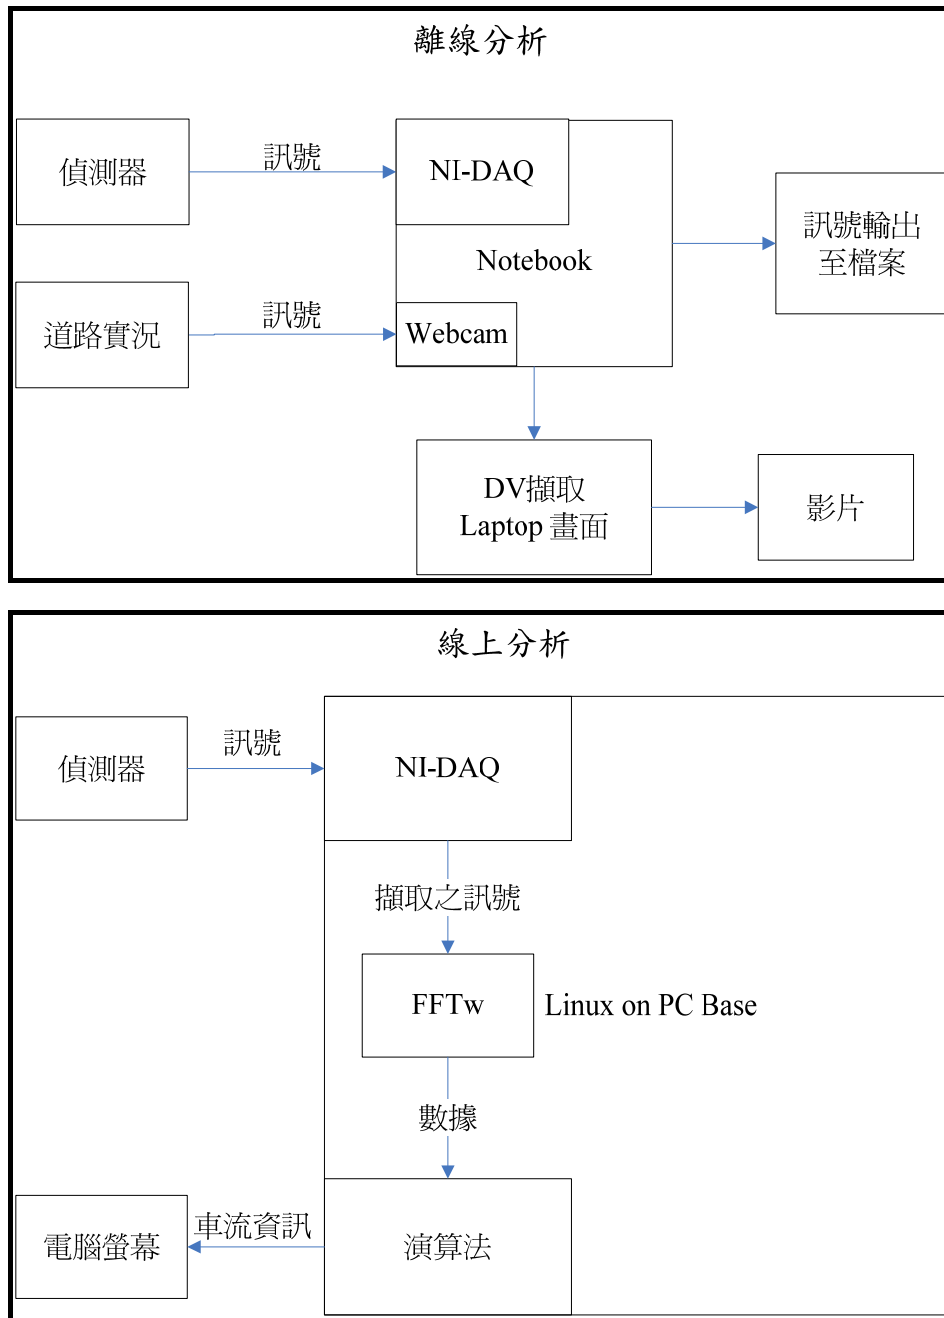 離線分析
偵測器
訊號
NI-DAQ
Notebook
訊號輸出
至檔案
道路實況
訊號
Webcam
DV擷取
Laptop 畫面
影片
線上分析
偵測器
訊號
NI-DAQ
擷取之訊號
FFTw
Linux on PC Base
數據
電腦螢幕
車流資訊
演算法